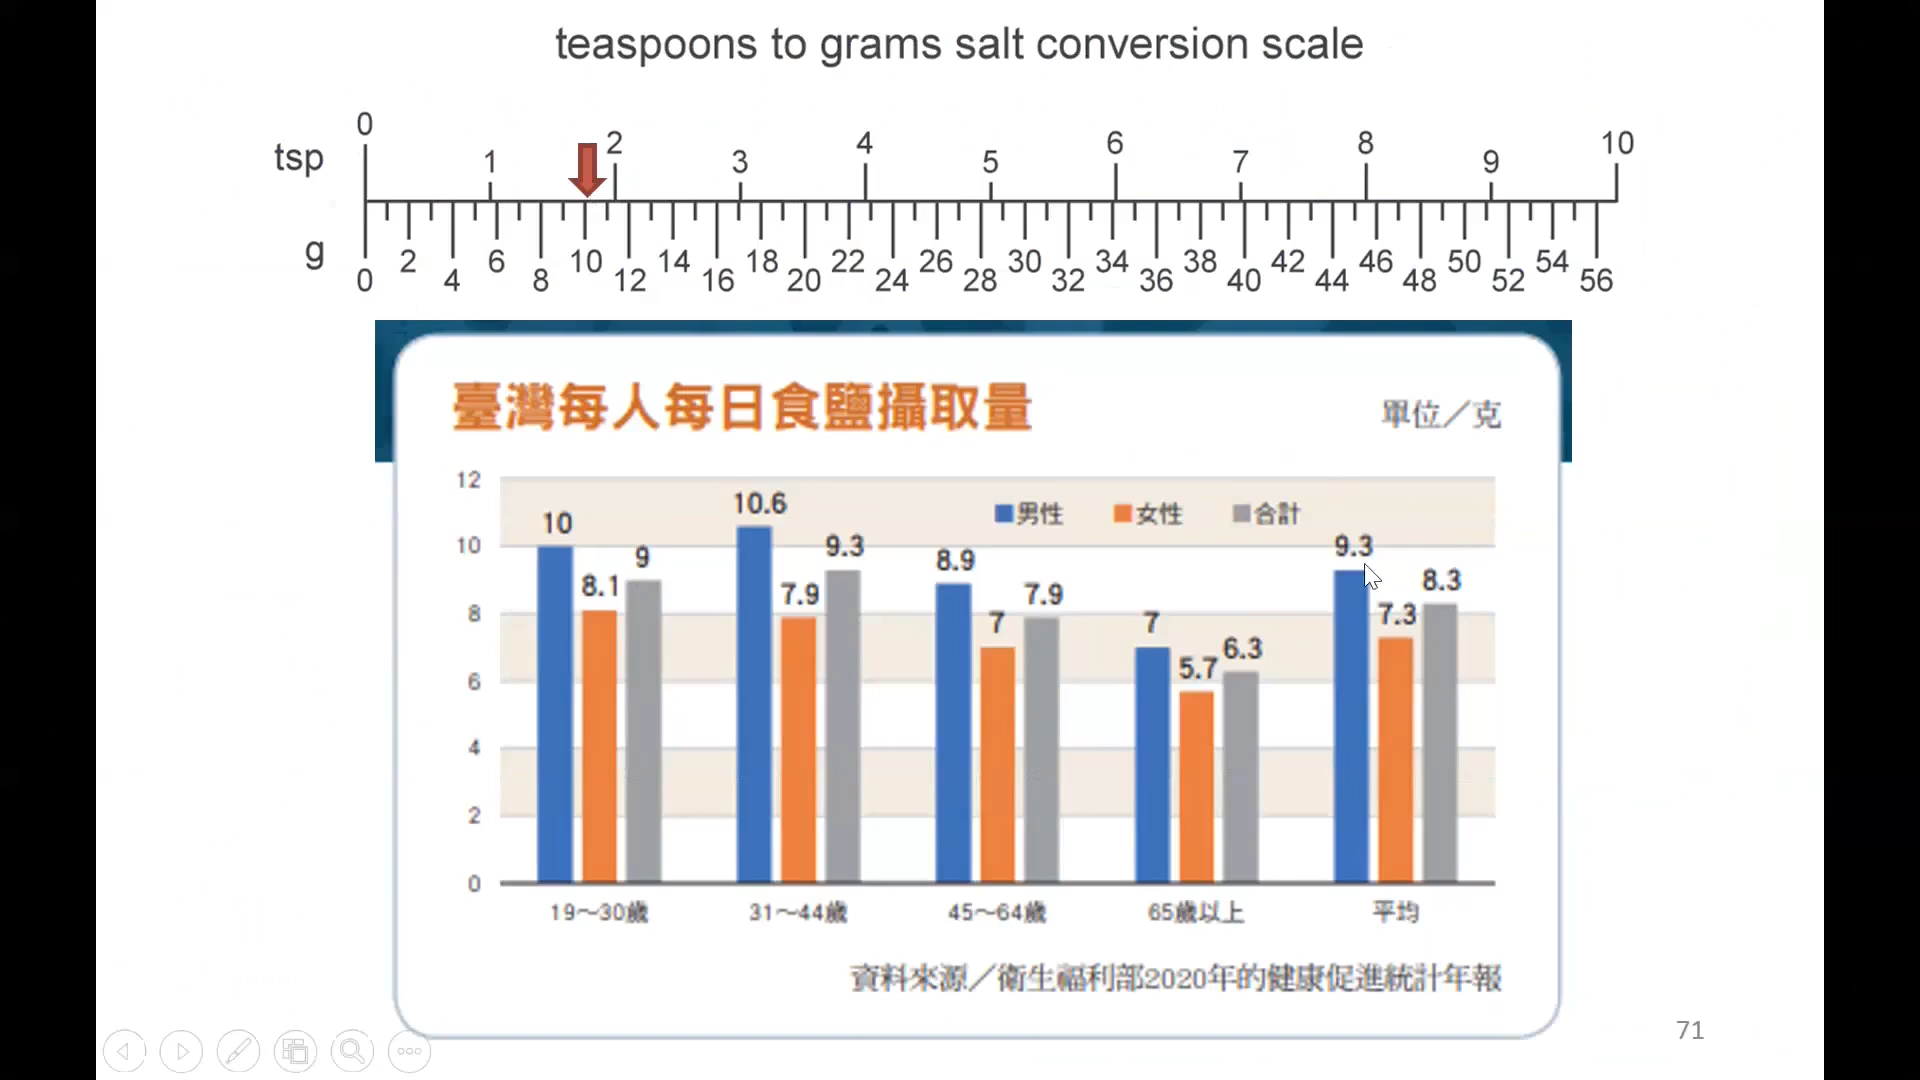 teaspoons to grams salt conversion scale
tsp
0 1 2 3 4 5 6 7 8 9 10
g
0 2 4 6 8 10 12 14 16 18 20 22 24 26 28 30 32 34 36 38 40 42 44 46 48 50 52 54 56
臺灣每人每日食鹽攝取量
單位／克
男性 女性 合計
12
10
8
6
4
2
0
10 8.1 9
10.6 7.9 9.3
8.9 7 7.9
7 5.7 6.3
9.3 7.3 8.3
19～30歲 31～44歲 45～64歲 65歲以上 平均
資料來源／衛生福利部2020年的健康促進統計年報
71